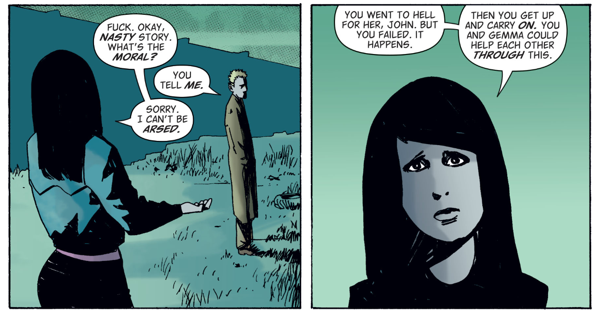 FUCK. OKAY,
NASTY STORY.
WHAT'S THE
MORAL?
YOU
TELL ME.
SORRY.
I CAN'T BE
ARSED.
YOU WENT TO HELL
FOR HER, JOHN. BUT
YOU FAILED. IT
HAPPENS.
THEN YOU GET UP
AND CARRY ON. YOU
AND GEMMA COULD
HELP EACH OTHER
THROUGH THIS.